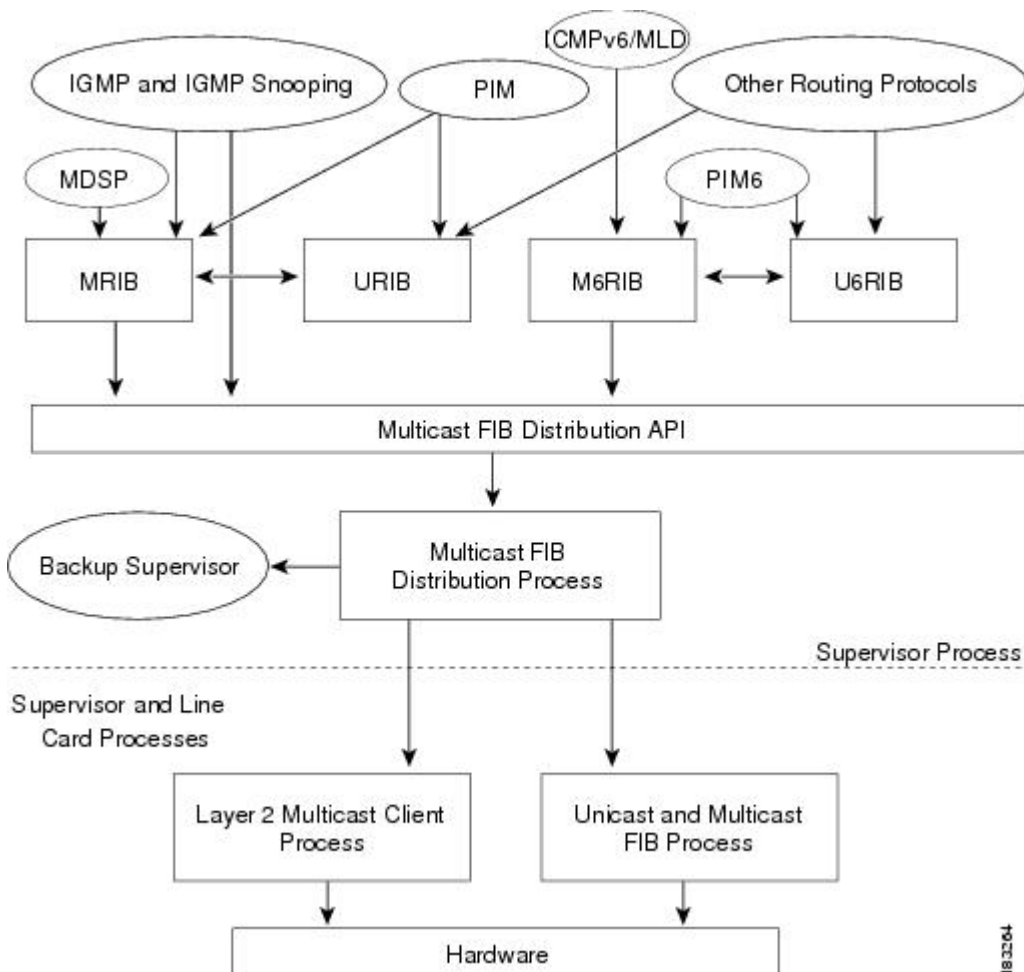 ICMPv6/MLD
IGMP and IGMP Snooping
PIM
Other Routing Protocols
MDSP
PIM6
MRIB
URIB
M6RIB
U6RIB
Multicast FIB Distribution API
Multicast FIB
Distribution Process
Backup Supervisor
Supervisor Process
Supervisor and Line
Card Processes
Layer 2 Multicast Client
Process
Unicast and Multicast
FIB Process
Hardware
183264